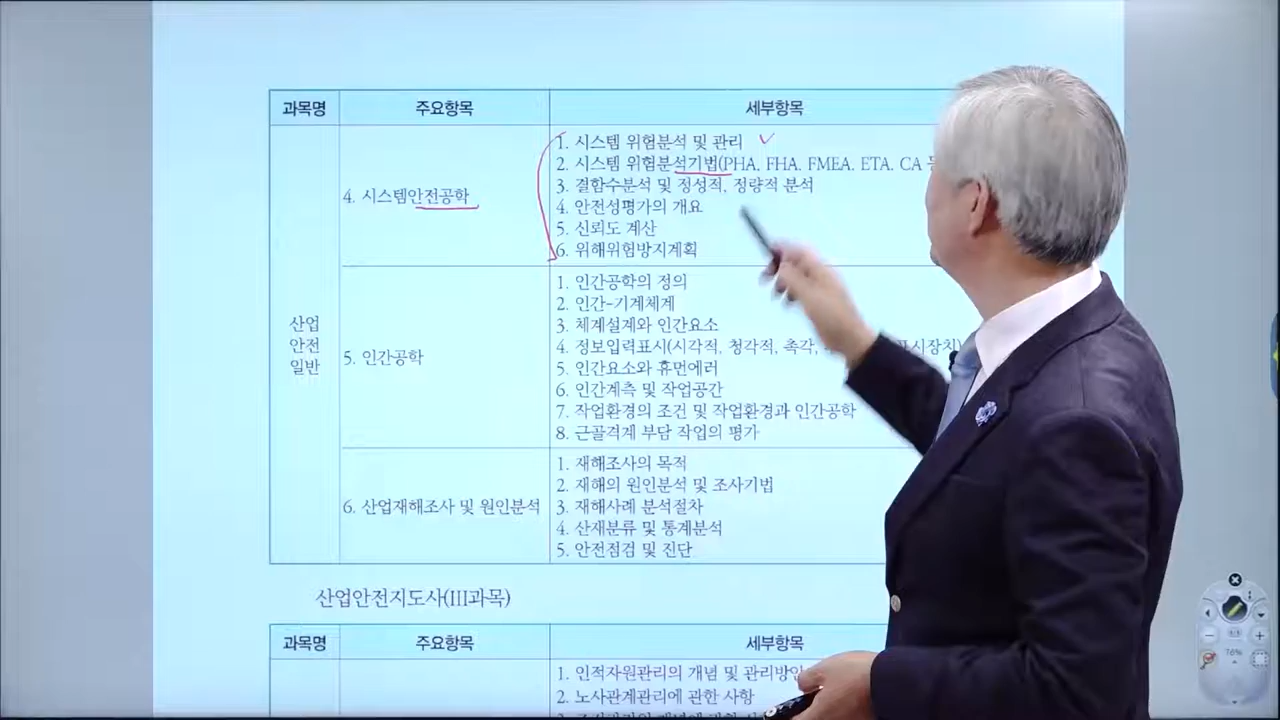 과목명 주요항목 세부항목
산업
안전
일반
4. 시스템안전공학
1. 시스템 위험분석 및 관리
2. 시스템 위험분석기법(PHA, FHA, FMEA, ETA, CA
3. 결함수분석 및 정성적, 정량적 분석
4. 안전성평가의 개요
5. 신뢰도 계산
6. 위해위험방지계획
5. 인간공학
1. 인간공학의 정의
2. 인간-기계체계
3. 체계설계와 인간요소
4. 정보입력표시(시각적, 청각적, 촉각,
5. 인간요소와 휴먼에러
6. 인간계측 및 작업공간
7. 작업환경의 조건 및 작업환경과 인간공학
8. 근골격계 부담 작업의 평가
6. 산업재해조사 및 원인분석
1. 재해조사의 목적
2. 재해의 원인분석 및 조사기법
3. 재해사례 분석절차
4. 산재분류 및 통계분석
5. 안전점검 및 진단
산업안전지도사(III과목)
과목명 주요항목 세부항목
1. 인적자원관리의 개념 및 관리방안
2. 노사관계관리에 관한 사항
76%